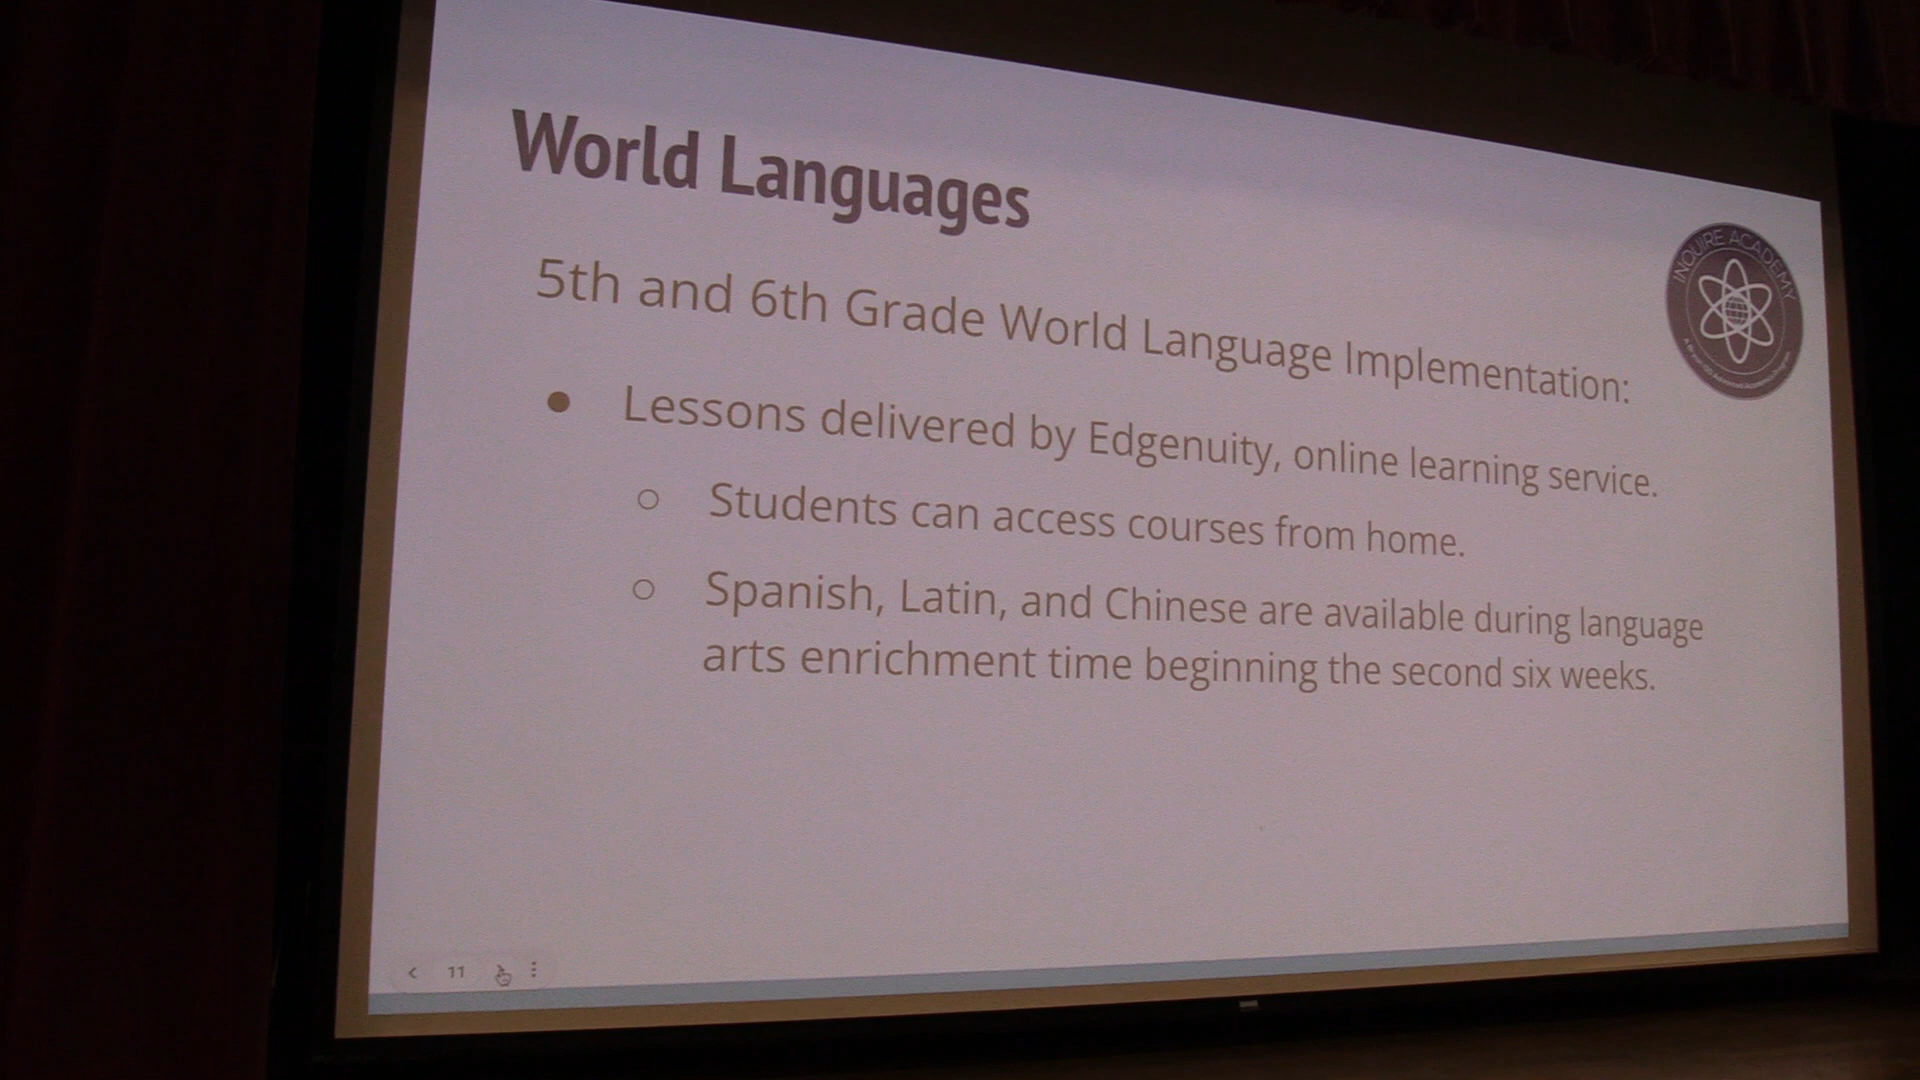 World Languages
INQUIRE ACADEMY
5th and 6th Grade World Language Implementation:
● Lessons delivered by Edgenuity, online learning service.
○ Students can access courses from home.
○ Spanish, Latin, and Chinese are available during language
arts enrichment time beginning the second six weeks.
11